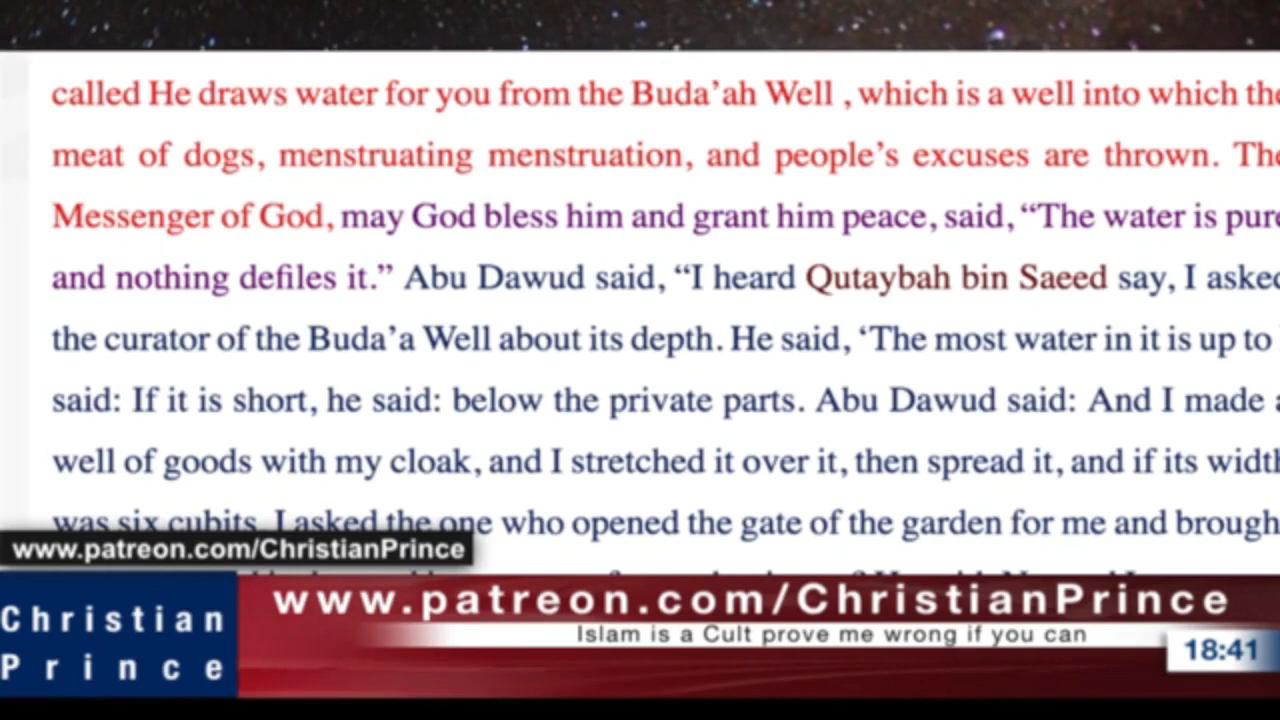 called He draws water for you from the Buda’ah Well , which is a well into which the
meat of dogs, menstruating menstruation, and people’s excuses are thrown. The
Messenger of God, may God bless him and grant him peace, said, “The water is pure
and nothing defiles it.” Abu Dawud said, “I heard Qutaybah bin Saeed say, I asked
the curator of the Buda’a Well about its depth. He said, ‘The most water in it is up to
said: If it is short, he said: below the private parts. Abu Dawud said: And I made a
well of goods with my cloak, and I stretched it over it, then spread it, and if its width
was six cubits, I asked the one who opened the gate of the garden for me and brough
www.patreon.com/ChristianPrince
www.patreon.com/ChristianPrince
Islam is a Cult prove me wrong if you can
Christian
Prince
18:41